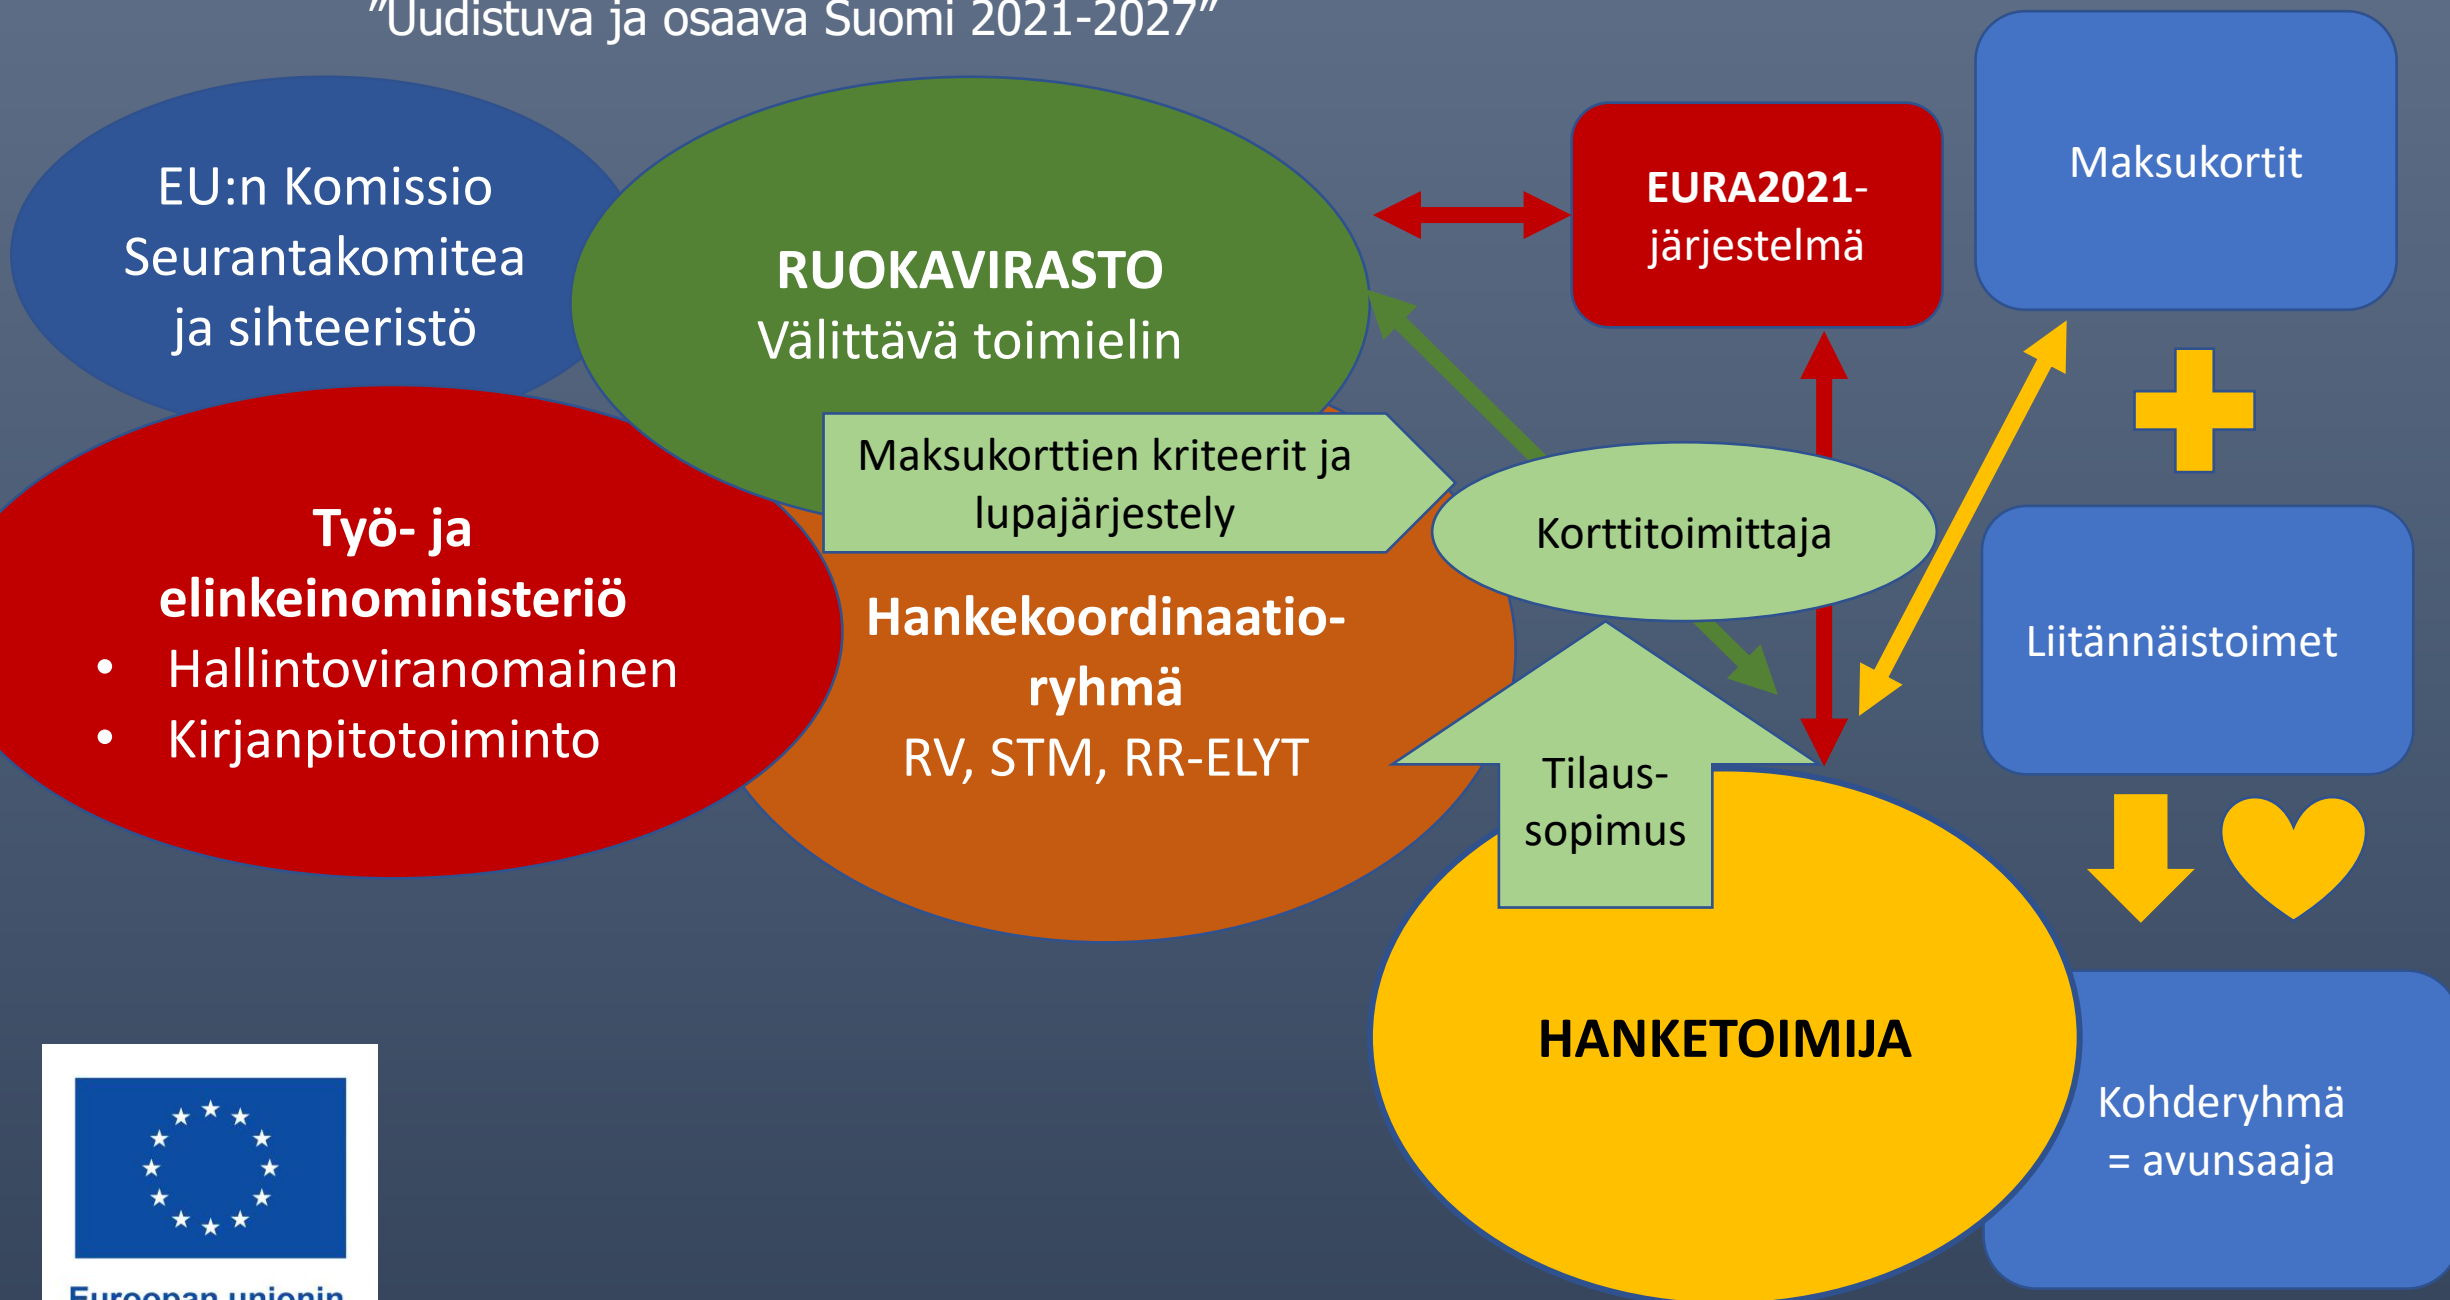 ”Uudistuva ja osaava Suomi 2021-2027”
EU:n Komissio
Seurantakomitea
ja sihteeristö
RUOKAVIRASTO
Välittävä toimielin
EURA2021-
järjestelmä
Maksukortit
Maksukorttien kriteerit ja
lupajärjestely
Korttitoimittaja
Työ- ja
elinkeinoministeriö
• Hallintoviranomainen
• Kirjanpitotoiminto
Hankekoordinaatio-
ryhmä
RV, STM, RR-ELYT
Liitännäistoimet
Tilaus-
sopimus
HANKETOIMIJA
Kohderyhmä
= avunsaaja
Euroopan unionin